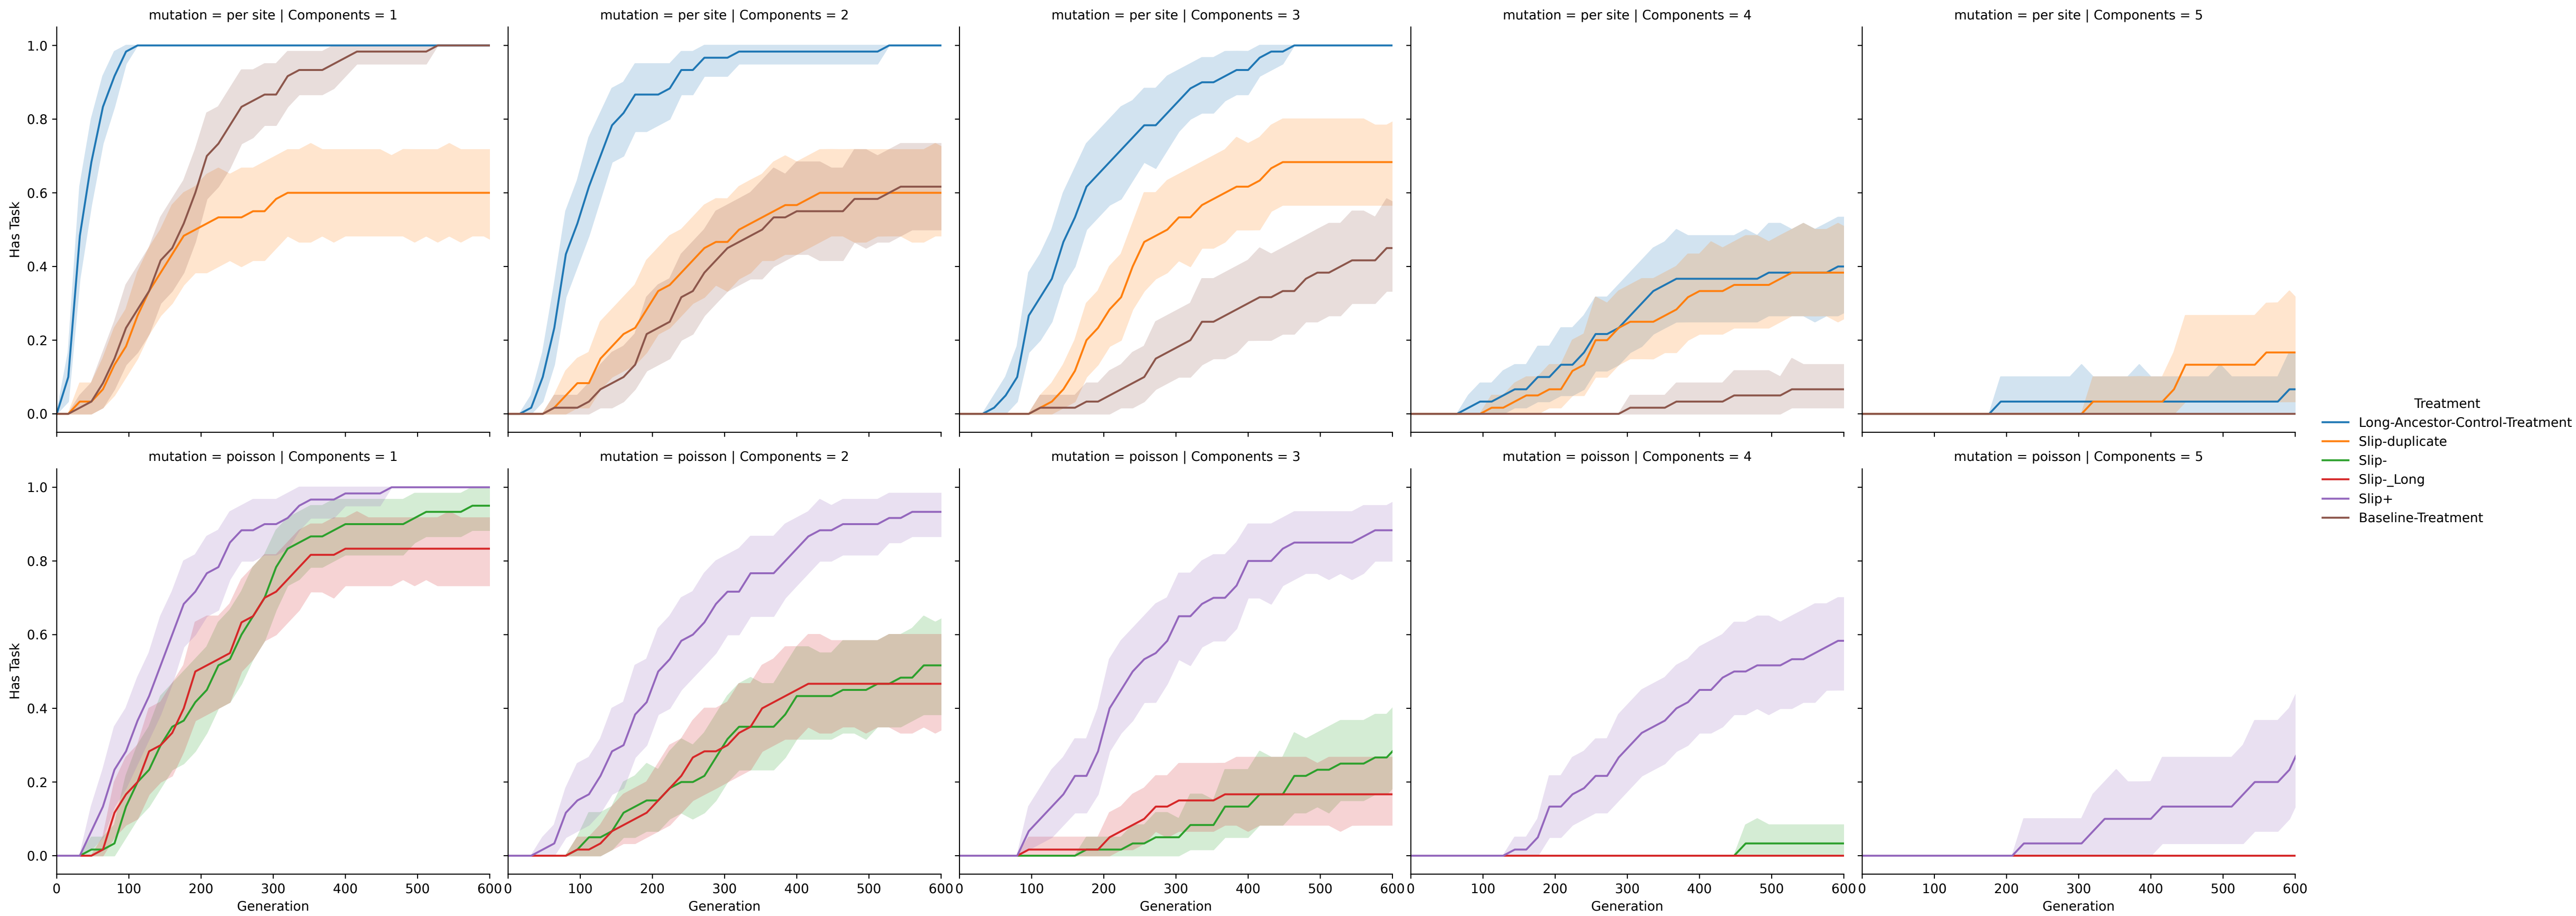 mutation = per site | Components = 1
mutation = per site | Components = 2
mutation = per site | Components = 3
mutation = per site | Components = 4
mutation = per site | Components = 5
1.0
0.8
0.6
0.4
0.2
0.0
Has Task
mutation = poisson | Components = 1
mutation = poisson | Components = 2
mutation = poisson | Components = 3
mutation = poisson | Components = 4
mutation = poisson | Components = 5
1.0
0.8
0.6
0.4
0.2
0.0
Has Task
0 100 200 300 400 500 600
0 100 200 300 400 500 600
0 100 200 300 400 500 600
0 100 200 300 400 500 600
0 100 200 300 400 500 600
Generation
Generation
Generation
Generation
Generation
Treatment
Long-Ancestor-Control-Treatment
Slip-duplicate
Slip-
Slip-_Long
Slip+
Baseline-Treatment